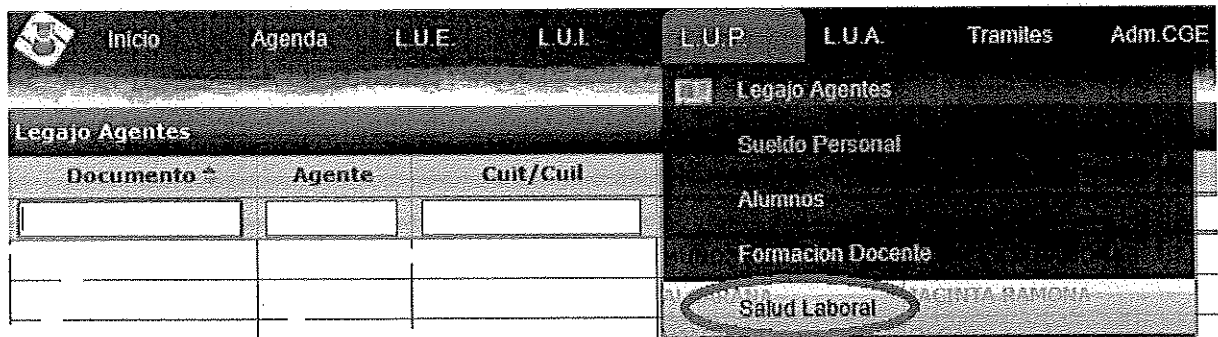 Inicio Agenda L.U.E. L.U.I. L.U.P. L.U.A. Tramites Adm.CGE
Legajo Agentes
Legajo Agentes
Sueldo Personal
Documento Agente Cuit/Cuil
Alumnos
Formacion Docente
RAMONA
Salud Laboral